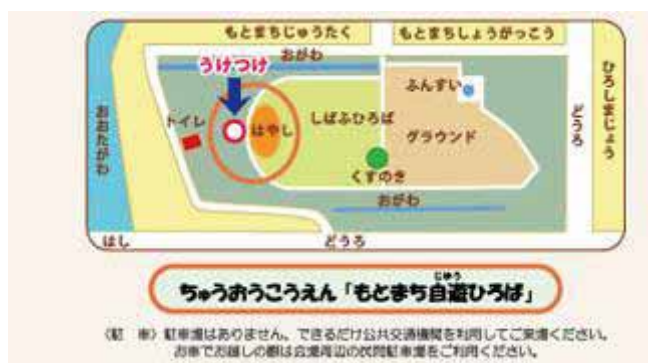 もとまちじゅうたく
もとまちしょうがっこう
おがわ
うけつけ
ふんすい
ひろしまじょう
おおたがわ
トイレ
はやし
しばふひろば
グラウンド
どうろ
くすのき
おがわ
はし
どうろ
じゆう
ちゅうおうこうえん「もとまち自遊ひろば」
〈駐　車〉駐車場はありません。できるだけ公共交通機関を利用してご来場ください。
お車でお越しの際は会場周辺の民間駐車場をご利用ください。